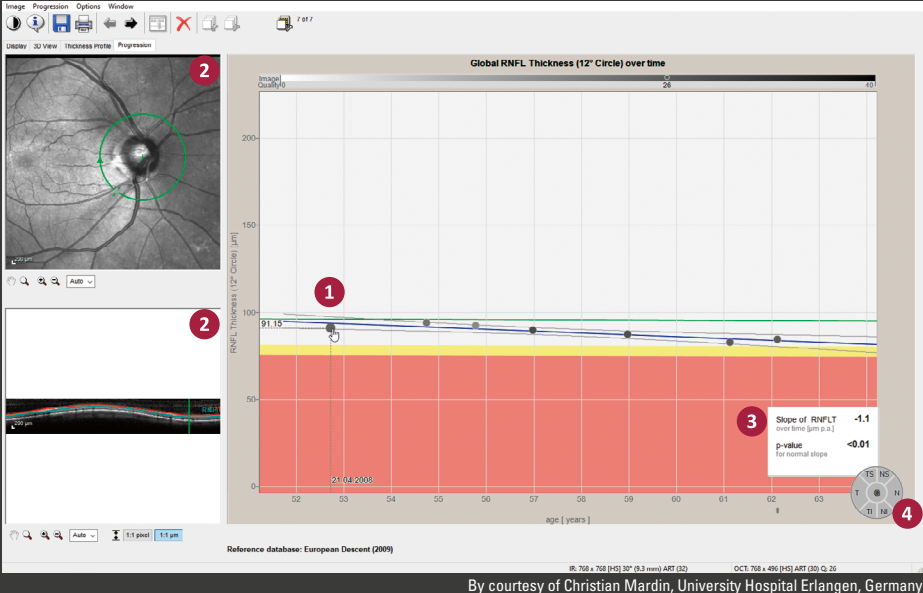 Image Progression Options Window
7 of 7
Display 3D View Thickness Profile Progression
2
200 µm
Auto
2
200 µm
Auto 1:1 pixel 1:1 µm
Global RNFL Thickness (12° Circle) over time
Image
Quality 0 26 40
RNFL Thickness (12° Circle) [µm]
200
150
100
50
0
1
91.15
21.04.2008
3
Slope of RNFLT -1.1
over time [µm p.a.]
p-value <0.01
for normal slope
TS NS
T G N
TI NI
4
52 53 54 55 56 57 58 59 60 61 62 63
age [ years ]
Reference database: European Descent (2009)
IR: 768 x 768 [HS] 30° (9.3 mm) ART (32) OCT: 768 x 496 [HS] ART (30) Q: 26
By courtesy of Christian Mardin, University Hospital Erlangen, Germany